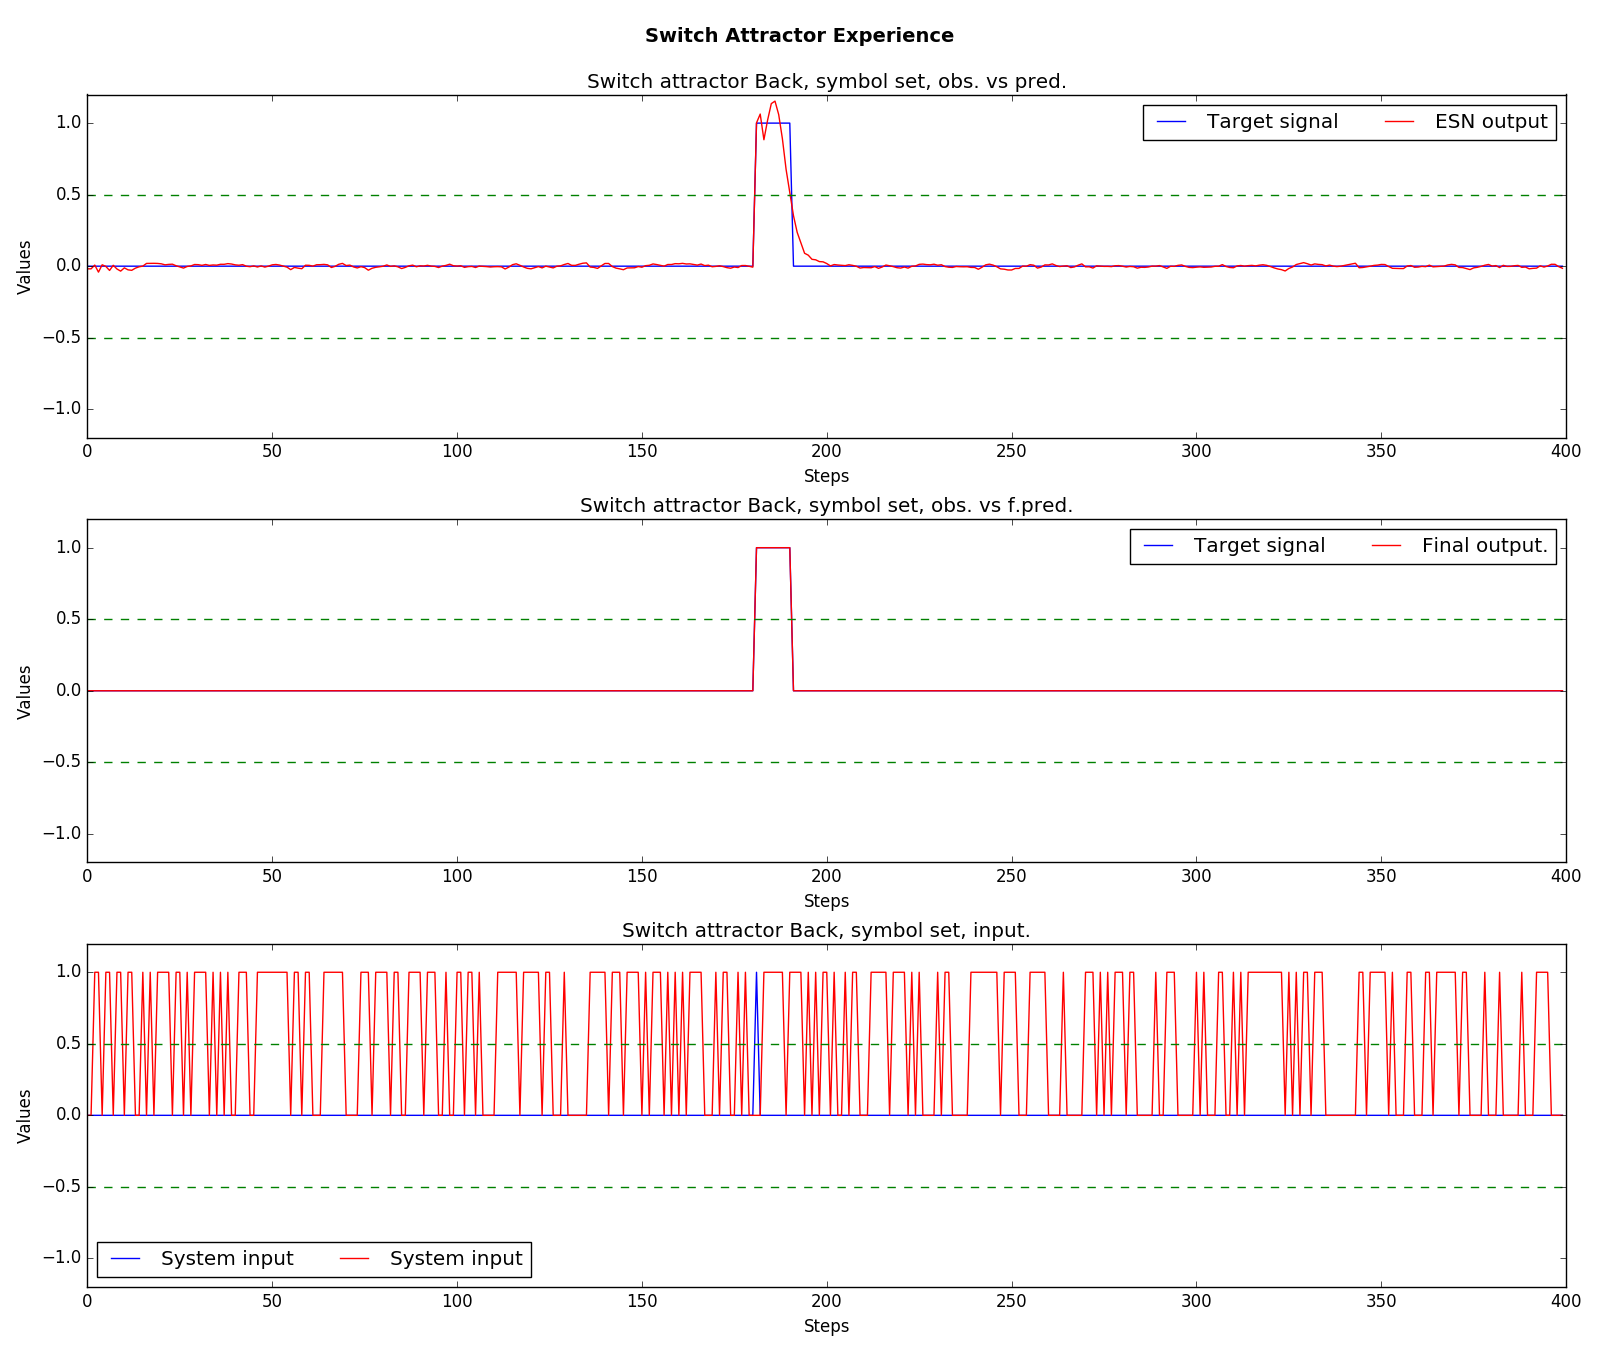 Switch Attractor Experience
Switch attractor Back, symbol set, obs. vs pred.
Target signal ESN output
1.0
0.5
0.0
−0.5
−1.0
Values
0 50 100 150 200 250 300 350 400
Steps
Switch attractor Back, symbol set, obs. vs f.pred.
Target signal Final output.
1.0
0.5
0.0
−0.5
−1.0
Values
0 50 100 150 200 250 300 350 400
Steps
Switch attractor Back, symbol set, input.
1.0
0.5
0.0
−0.5
−1.0
Values
System input System input
0 50 100 150 200 250 300 350 400
Steps